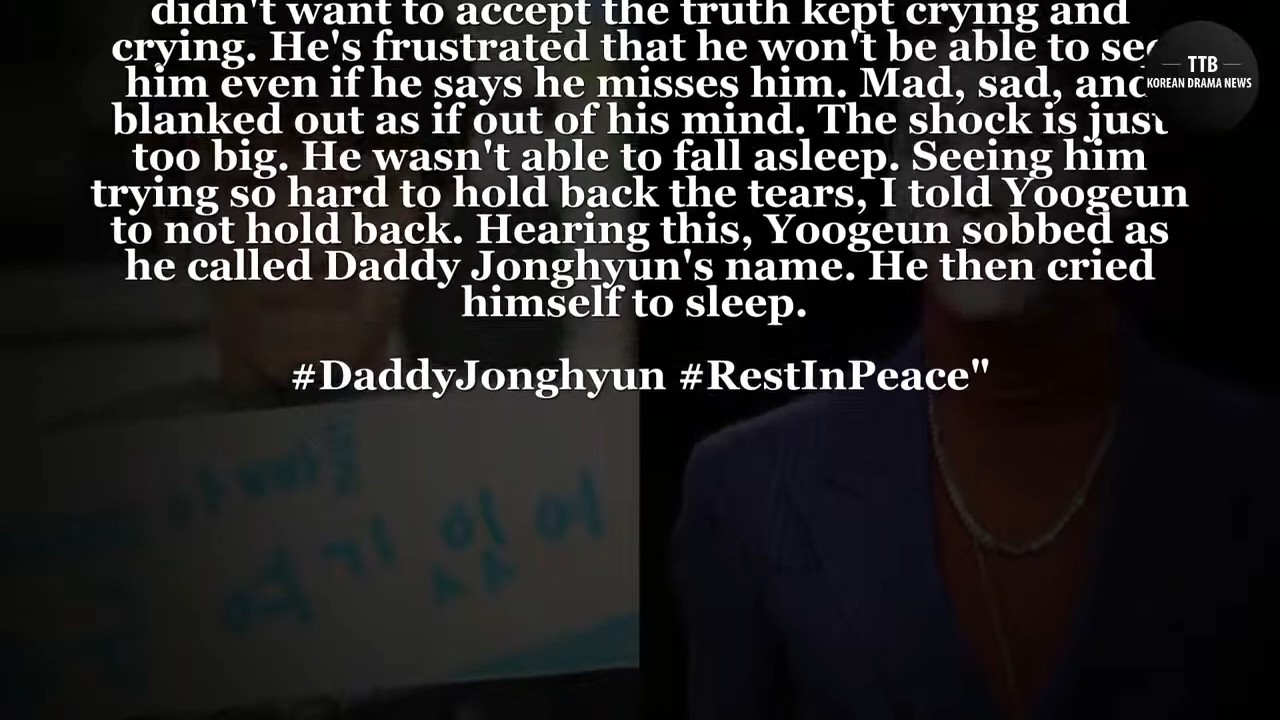 didn't want to accept the truth kept crying and
crying. He's frustrated that he won't be able to see
him even if he says he misses him. Mad, sad, and
blanked out as if out of his mind. The shock is just
too big. He wasn't able to fall asleep. Seeing him
trying so hard to hold back the tears, I told Yoogeun
to not hold back. Hearing this, Yoogeun sobbed as
he called Daddy Jonghyun's name. He then cried
himself to sleep.
#DaddyJonghyun #RestInPeace"
TTB
KOREAN DRAMA NEWS